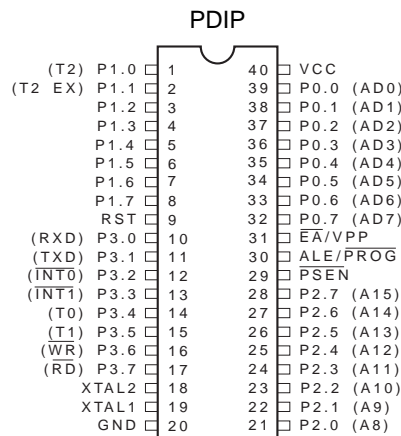 PDIP
(T2) P1.0 1 40 VCC
(T2 EX) P1.1 2 39 P0.0 (AD0)
P1.2 3 38 P0.1 (AD1)
P1.3 4 37 P0.2 (AD2)
P1.4 5 36 P0.3 (AD3)
P1.5 6 35 P0.4 (AD4)
P1.6 7 34 P0.5 (AD5)
P1.7 8 33 P0.6 (AD6)
RST 9 32 P0.7 (AD7)
(RXD) P3.0 10 31 E̅A̅/VPP
(TXD) P3.1 11 30 ALE/P̅R̅O̅G̅
(I̅N̅T̅0̅) P3.2 12 29 P̅S̅E̅N̅
(I̅N̅T̅1̅) P3.3 13 28 P2.7 (A15)
(T0) P3.4 14 27 P2.6 (A14)
(T1) P3.5 15 26 P2.5 (A13)
(W̅R̅) P3.6 16 25 P2.4 (A12)
(R̅D̅) P3.7 17 24 P2.3 (A11)
XTAL2 18 23 P2.2 (A10)
XTAL1 19 22 P2.1 (A9)
GND 20 21 P2.0 (A8)